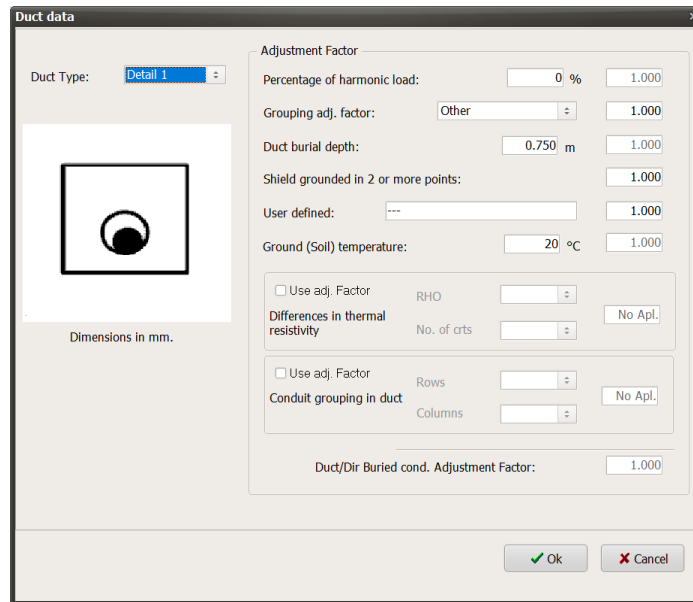 Duct data
Duct Type: Detail 1
Dimensions in mm.
Adjustment Factor
Percentage of harmonic load: 0 % 1.000
Grouping adj. factor: Other 1.000
Duct burial depth: 0.750 m 1.000
Shield grounded in 2 or more points: 1.000
User defined: --- 1.000
Ground (Soil) temperature: 20 ºC 1.000
Use adj. Factor
RHO
Differences in thermal
resistivity
No. of crts
No Apl.
Use adj. Factor
Rows
Conduit grouping in duct
Columns
No Apl.
Duct/Dir Buried cond. Adjustment Factor: 1.000
Ok Cancel